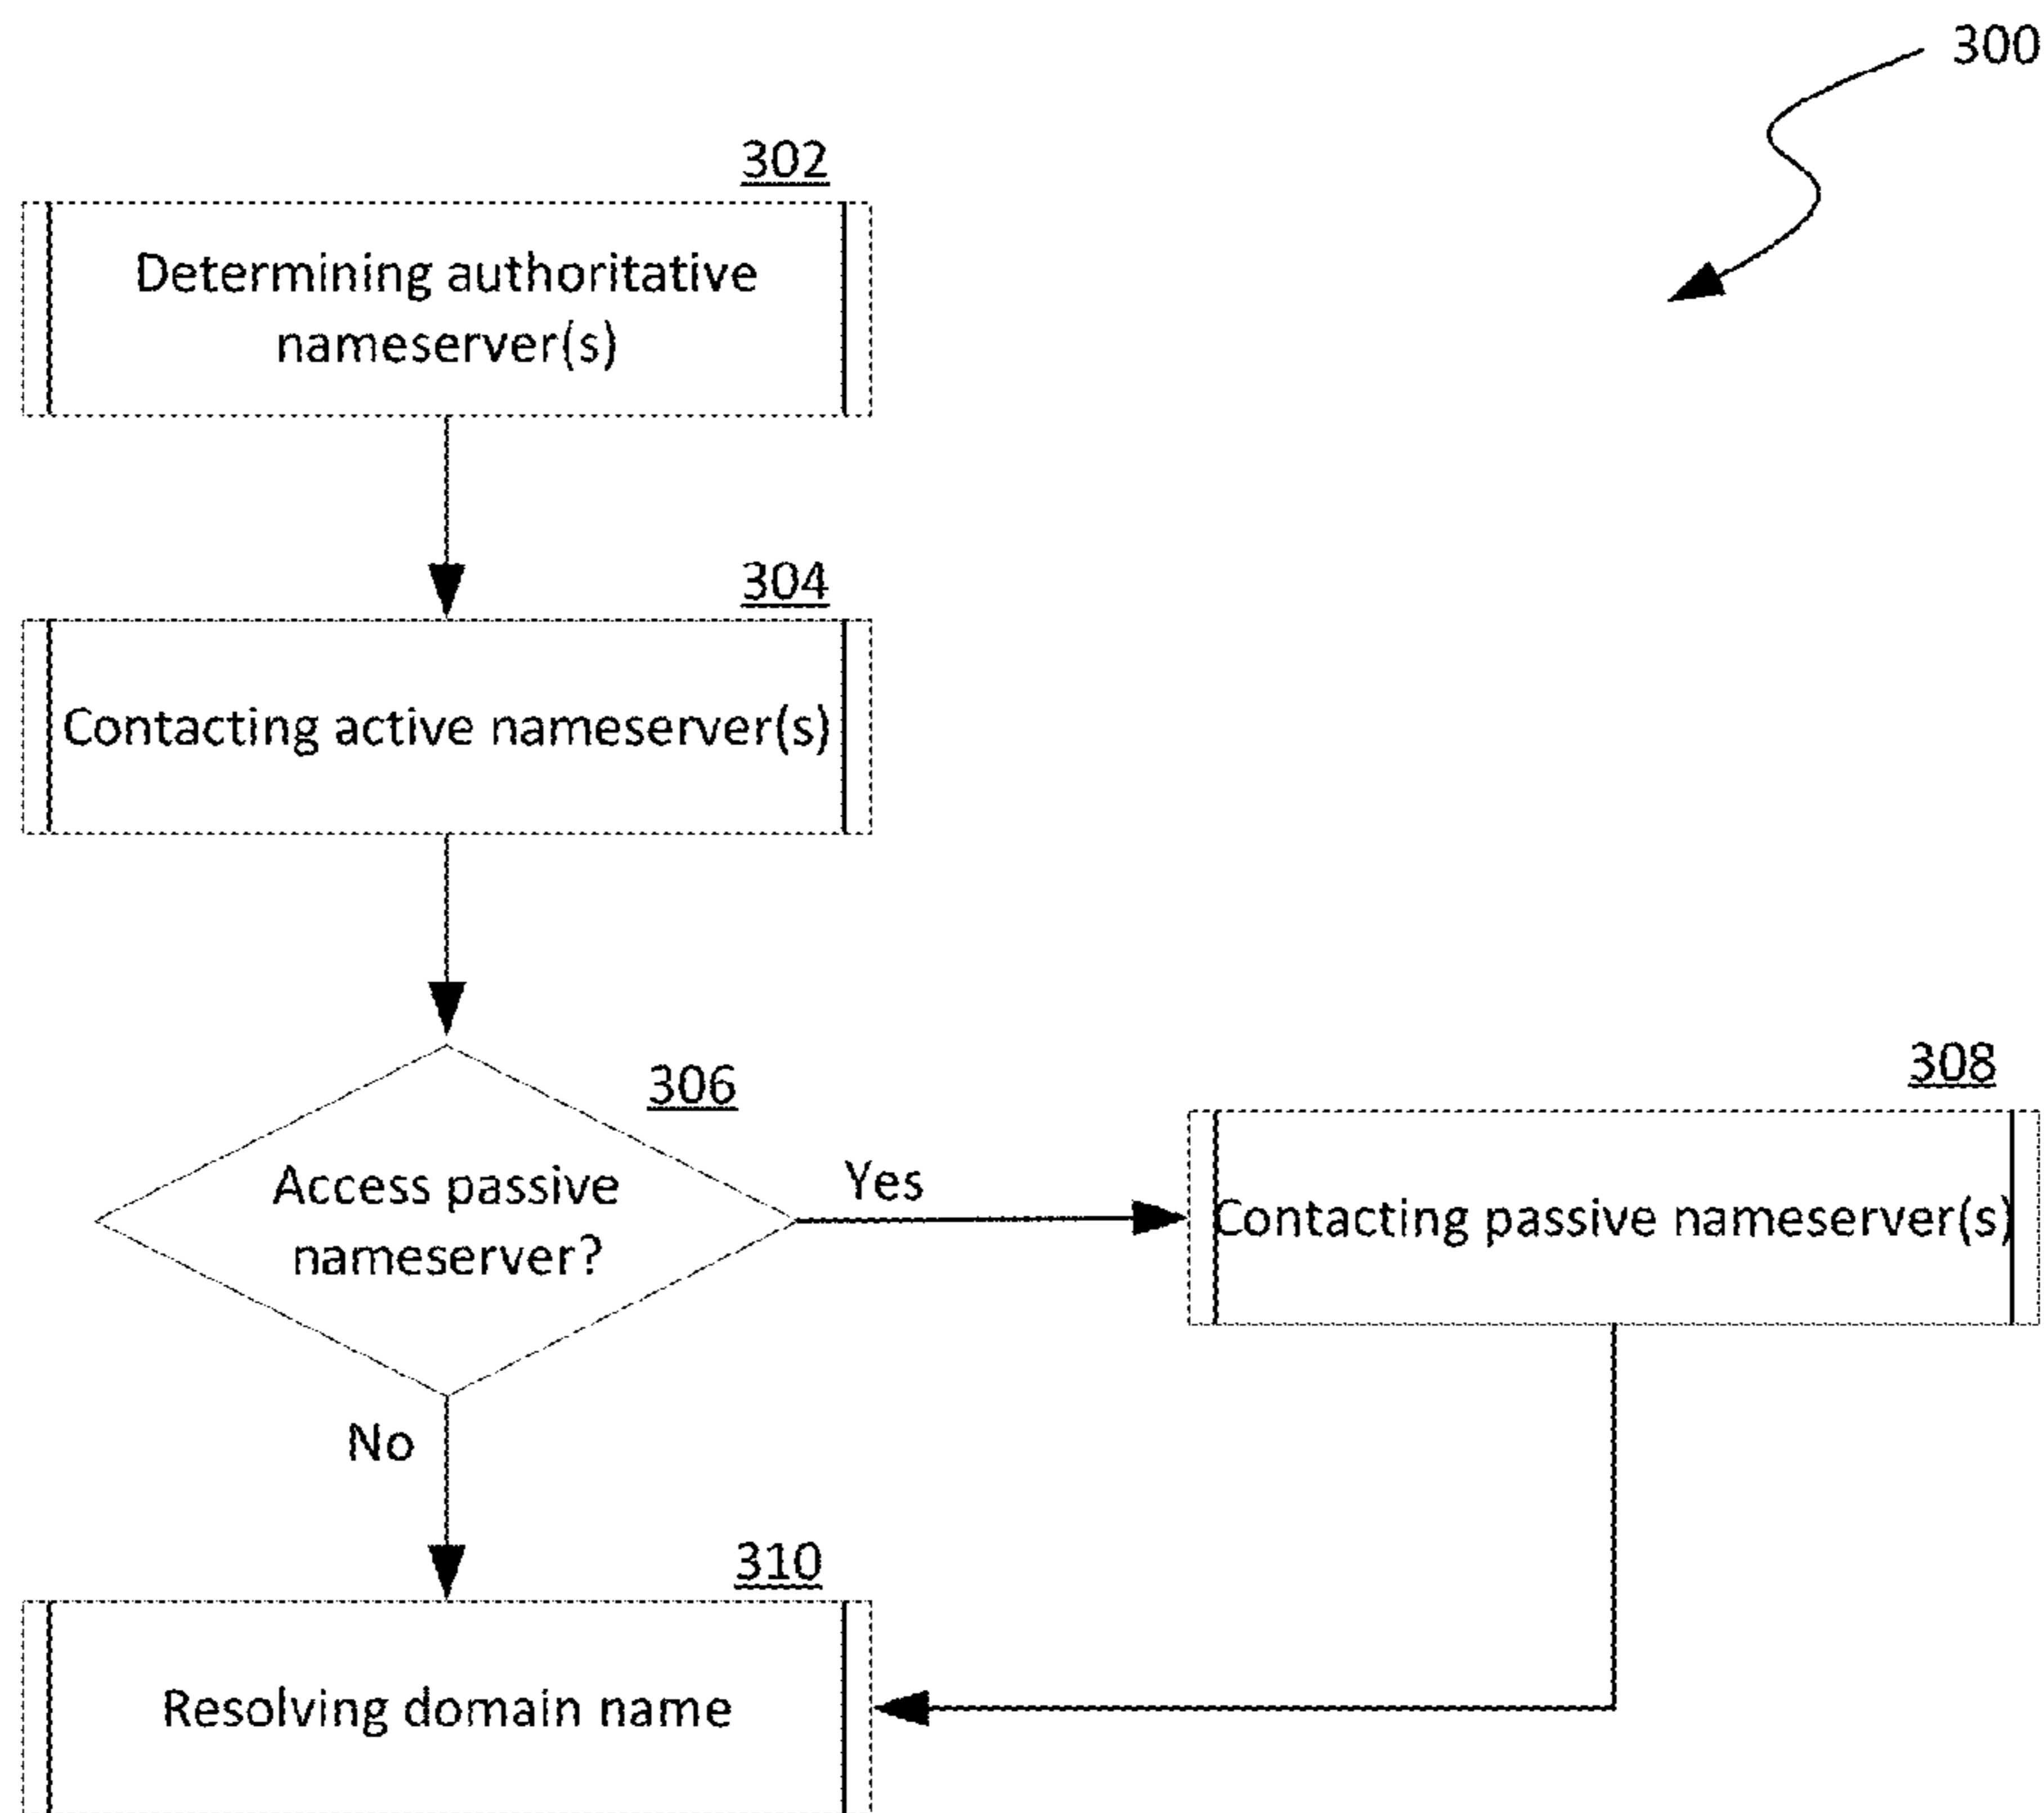 300
302
Determining authoritative
nameserver(s)
304
Contacting active nameserver(s)
306
Access passive
nameserver?
Yes
308
Contacting passive nameserver(s)
No
310
Resolving domain name